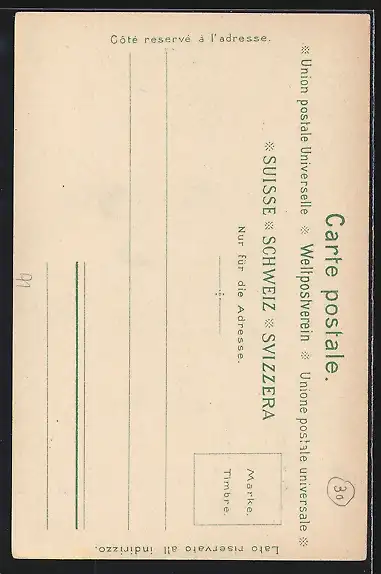 Carte postale.
※ Union postale Universelle ※ Weltpostverein ※ Unione postale universale ※
※ SUISSE ※ SCHWEIZ ※ SVIZZERA
Nur für die Adresse.
Côté reservé à l'adresse.
Lato riservato all indirizzo.
Marke.
Timbre.
30